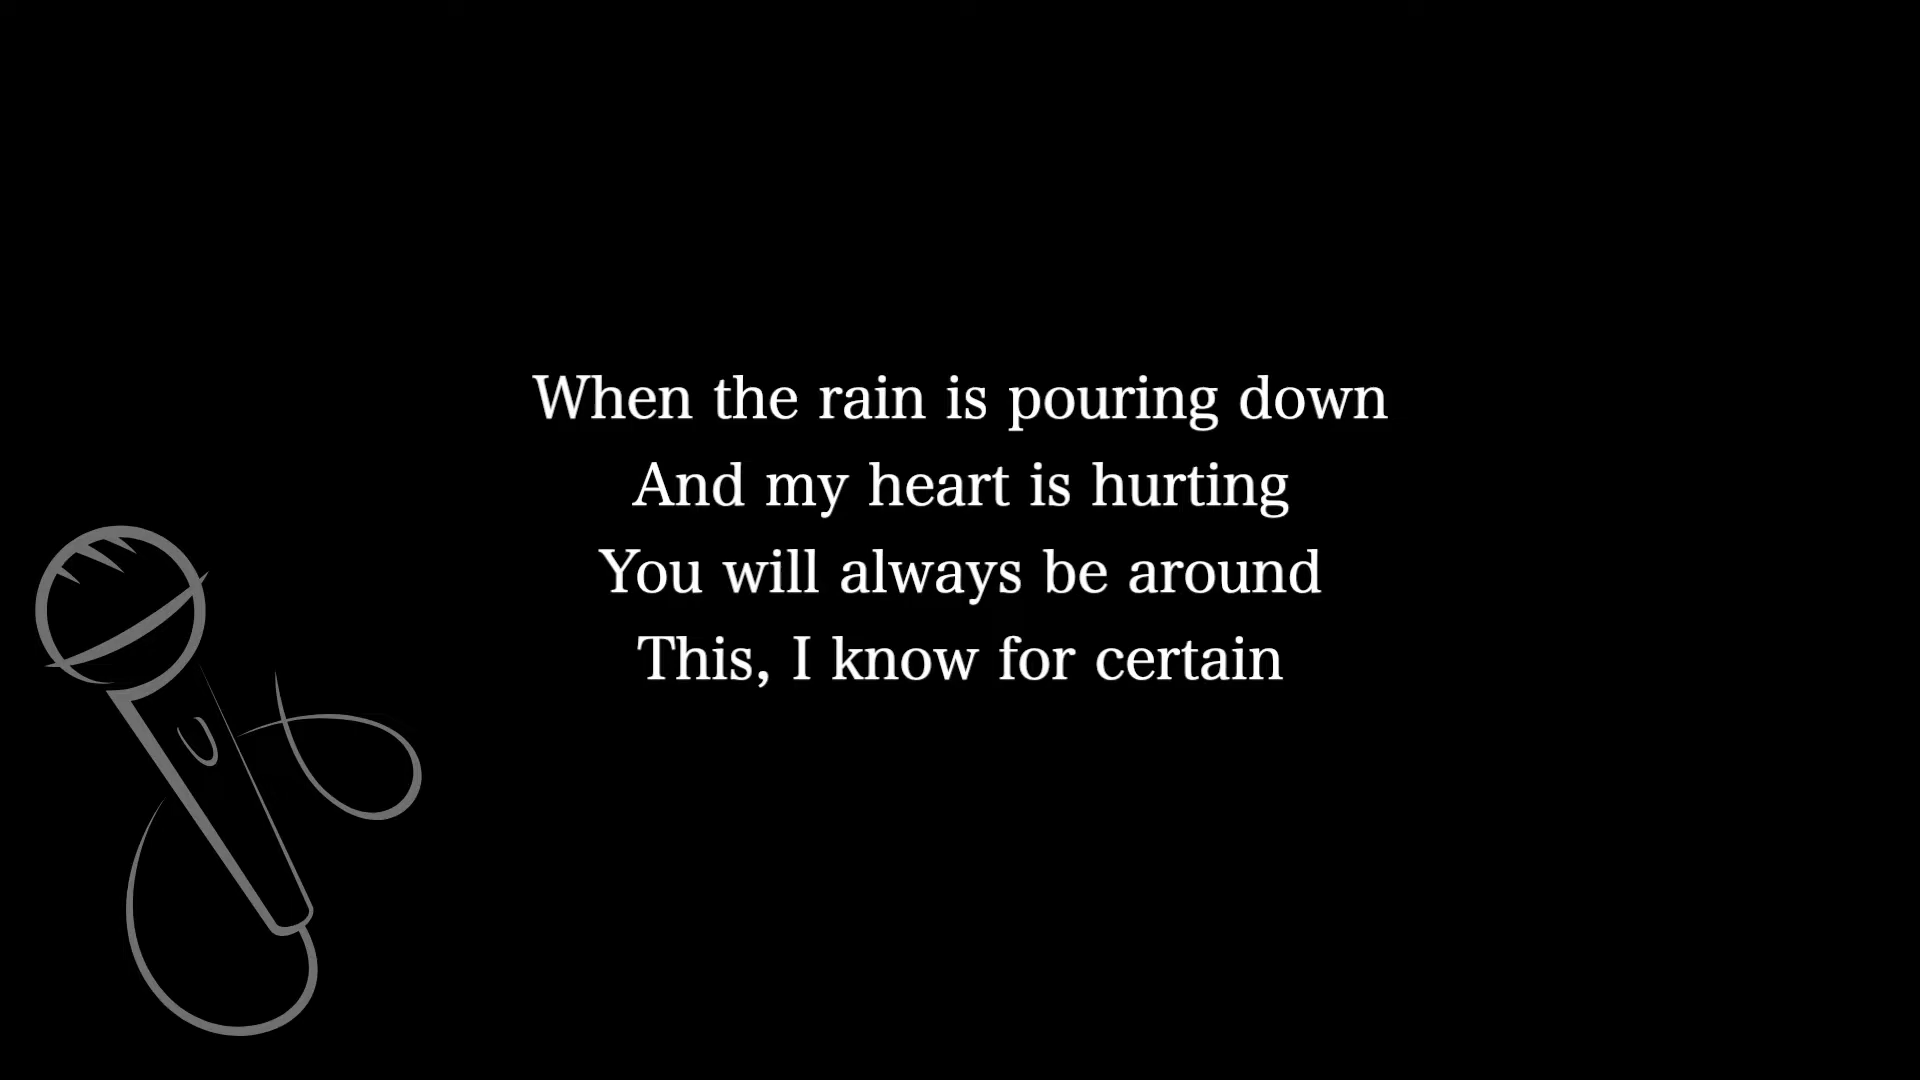 When the rain is pouring down
And my heart is hurting
You will always be around
This, I know for certain